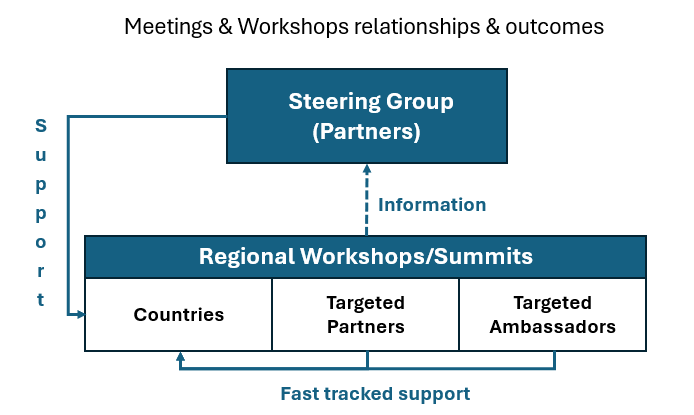 Meetings & Workshops relationships & outcomes
Steering Group
(Partners)
Support
Information
Regional Workshops/Summits
Countries
Targeted
Partners
Targeted
Ambassadors
Fast tracked support